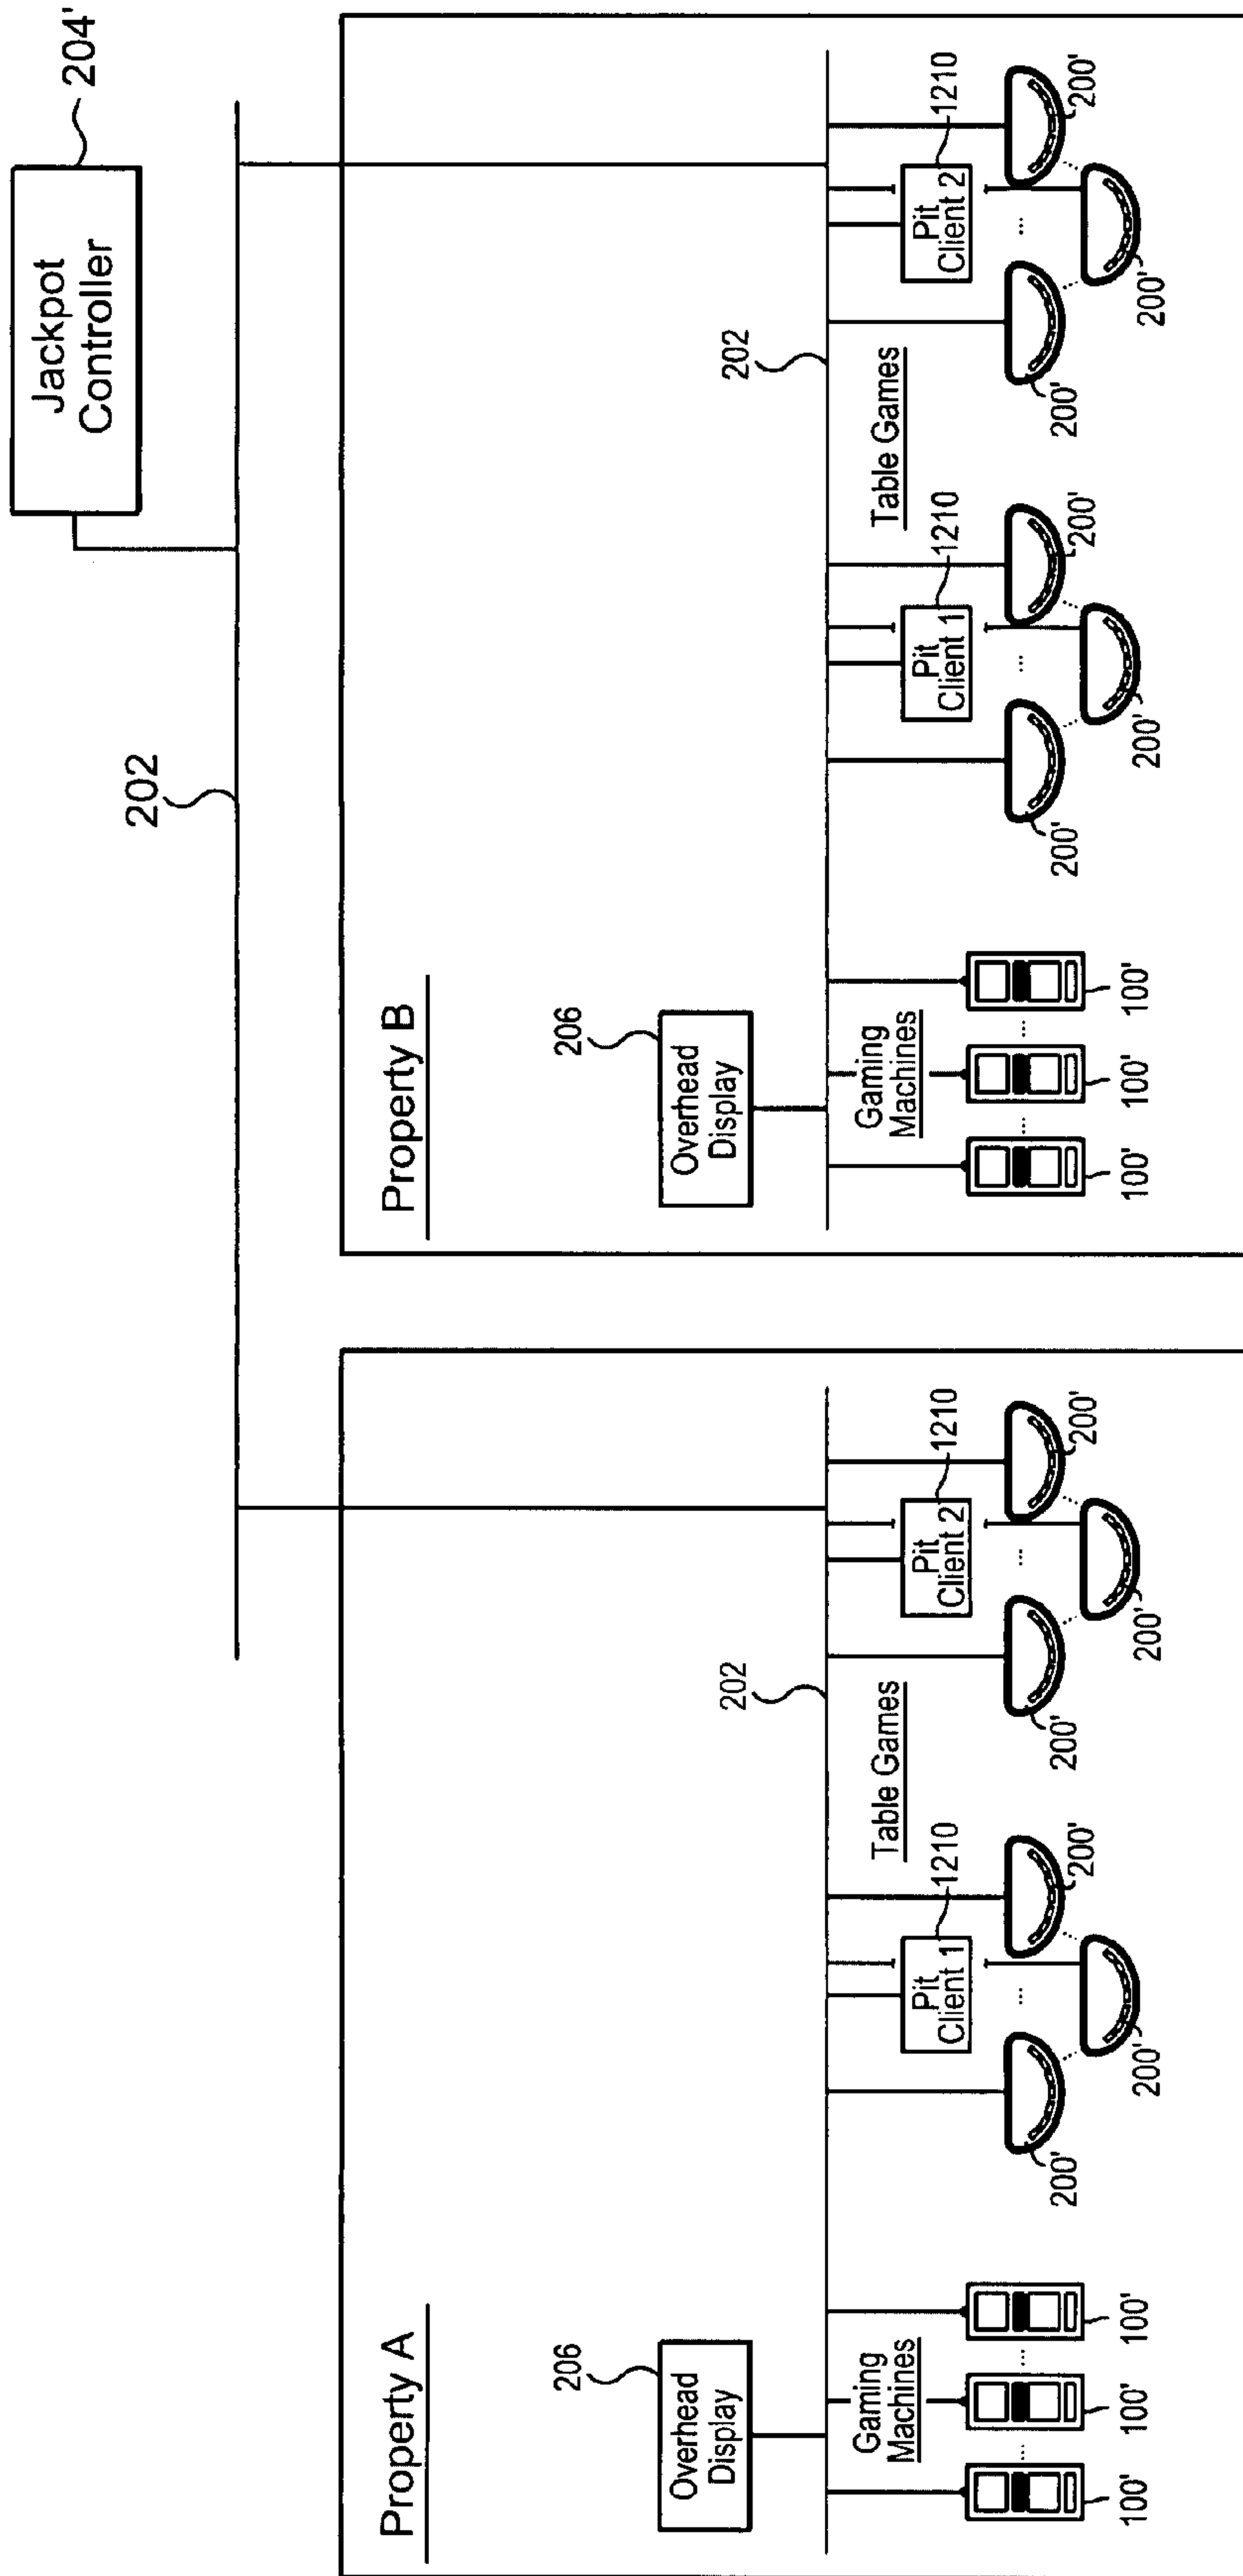 Jackpot
Controller
204'
202
Property A
206
Overhead
Display
202
Gaming
Machines
100'
100'
100'
Table Games
Pit
Client 1
1210
200'
200'
200'
Pit
Client 2
1210
200'
200'
200'
Property B
206
Overhead
Display
202
Gaming
Machines
100'
100'
100'
Table Games
Pit
Client 1
1210
200'
200'
200'
Pit
Client 2
1210
200'
200'
200'